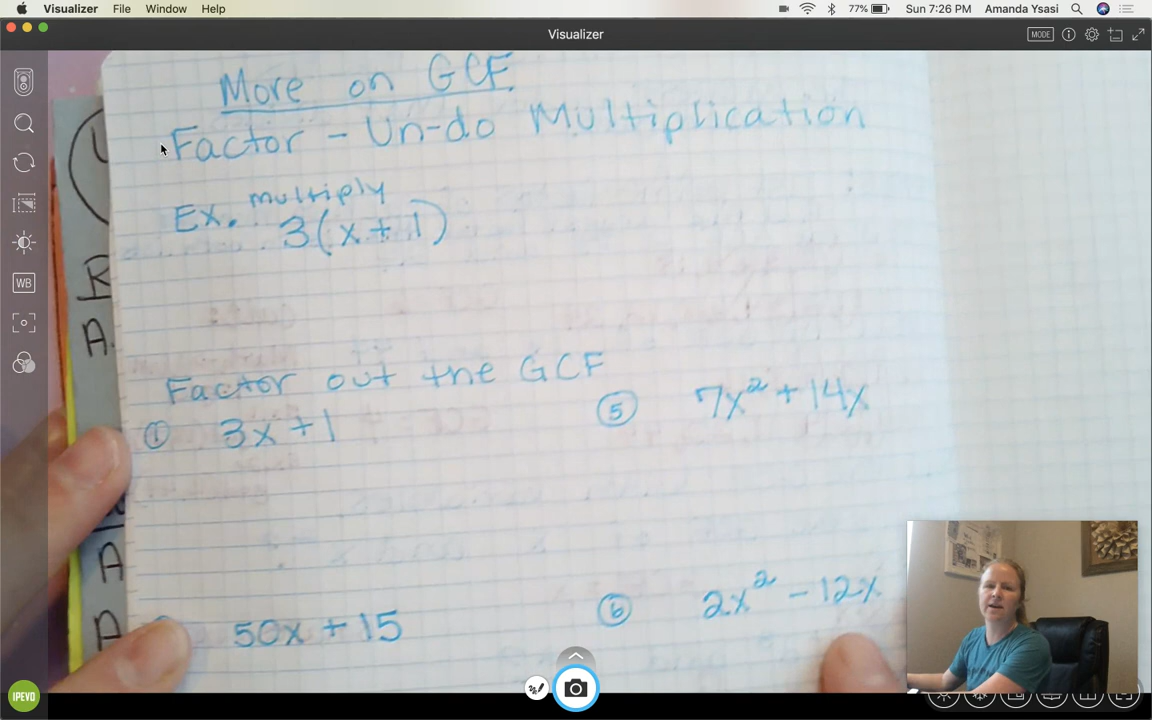 Visualizer File Window Help 77% Sun 7:26 PM Amanda Ysasi
Visualizer
MODE
WB
IPEVO
More on GCF.
Factor - Un-do Multiplication
multiply
Ex. 3(x + 1)
Factor out the GCF
① 3x + 1
⑤ 7x² + 14x
50x + 15
⑥ 2x² - 12x
R
A.
A
A